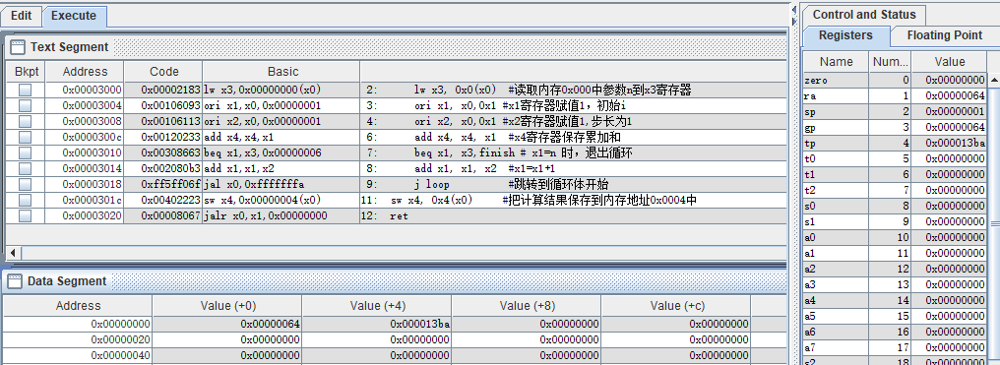 Edit Execute
Text Segment
Bkpt Address Code Basic
0x00003000 0x00002183 lw x3,0x00000000(x0) 2: lw x3, 0x0(x0) #读取内存0x000中参数n到x3寄存器
0x00003004 0x00106093 ori x1,x0,0x00000001 3: ori x1, x0,0x1 #x1寄存器赋值1，初始i
0x00003008 0x00106113 ori x2,x0,0x00000001 4: ori x2, x0,0x1 #x2寄存器赋值1,步长为1
0x0000300c 0x00120233 add x4,x4,x1 6: add x4, x4, x1 #x4寄存器保存累加和
0x00003010 0x00308663 beq x1,x3,0x00000006 7: beq x1, x3,finish # x1=n 时，退出循环
0x00003014 0x002080b3 add x1,x1,x2 8: add x1, x1, x2 #x1=x1+1
0x00003018 0xff5ff06f jal x0,0xfffffffa 9: j loop #跳转到循环体开始
0x0000301c 0x00402223 sw x4,0x00000004(x0) 11: sw x4, 0x4(x0) #把计算结果保存到内存地址0x0004中
0x00003020 0x00008067 jalr x0,x1,0x00000000 12: ret
Data Segment
Address Value (+0) Value (+4) Value (+8) Value (+c)
0x00000000 0x00000064 0x000013ba 0x00000000 0x00000000
0x00000020 0x00000000 0x00000000 0x00000000 0x00000000
0x00000040 0x00000000 0x00000000 0x00000000 0x00000000
Control and Status
Registers Floating Point
Name Num... Value
zero 0 0x00000000
ra 1 0x00000064
sp 2 0x00000001
gp 3 0x00000064
tp 4 0x000013ba
t0 5 0x00000000
t1 6 0x00000000
t2 7 0x00000000
s0 8 0x00000000
s1 9 0x00000000
a0 10 0x00000000
a1 11 0x00000000
a2 12 0x00000000
a3 13 0x00000000
a4 14 0x00000000
a5 15 0x00000000
a6 16 0x00000000
a7 17 0x00000000
s2 18 0x00000000